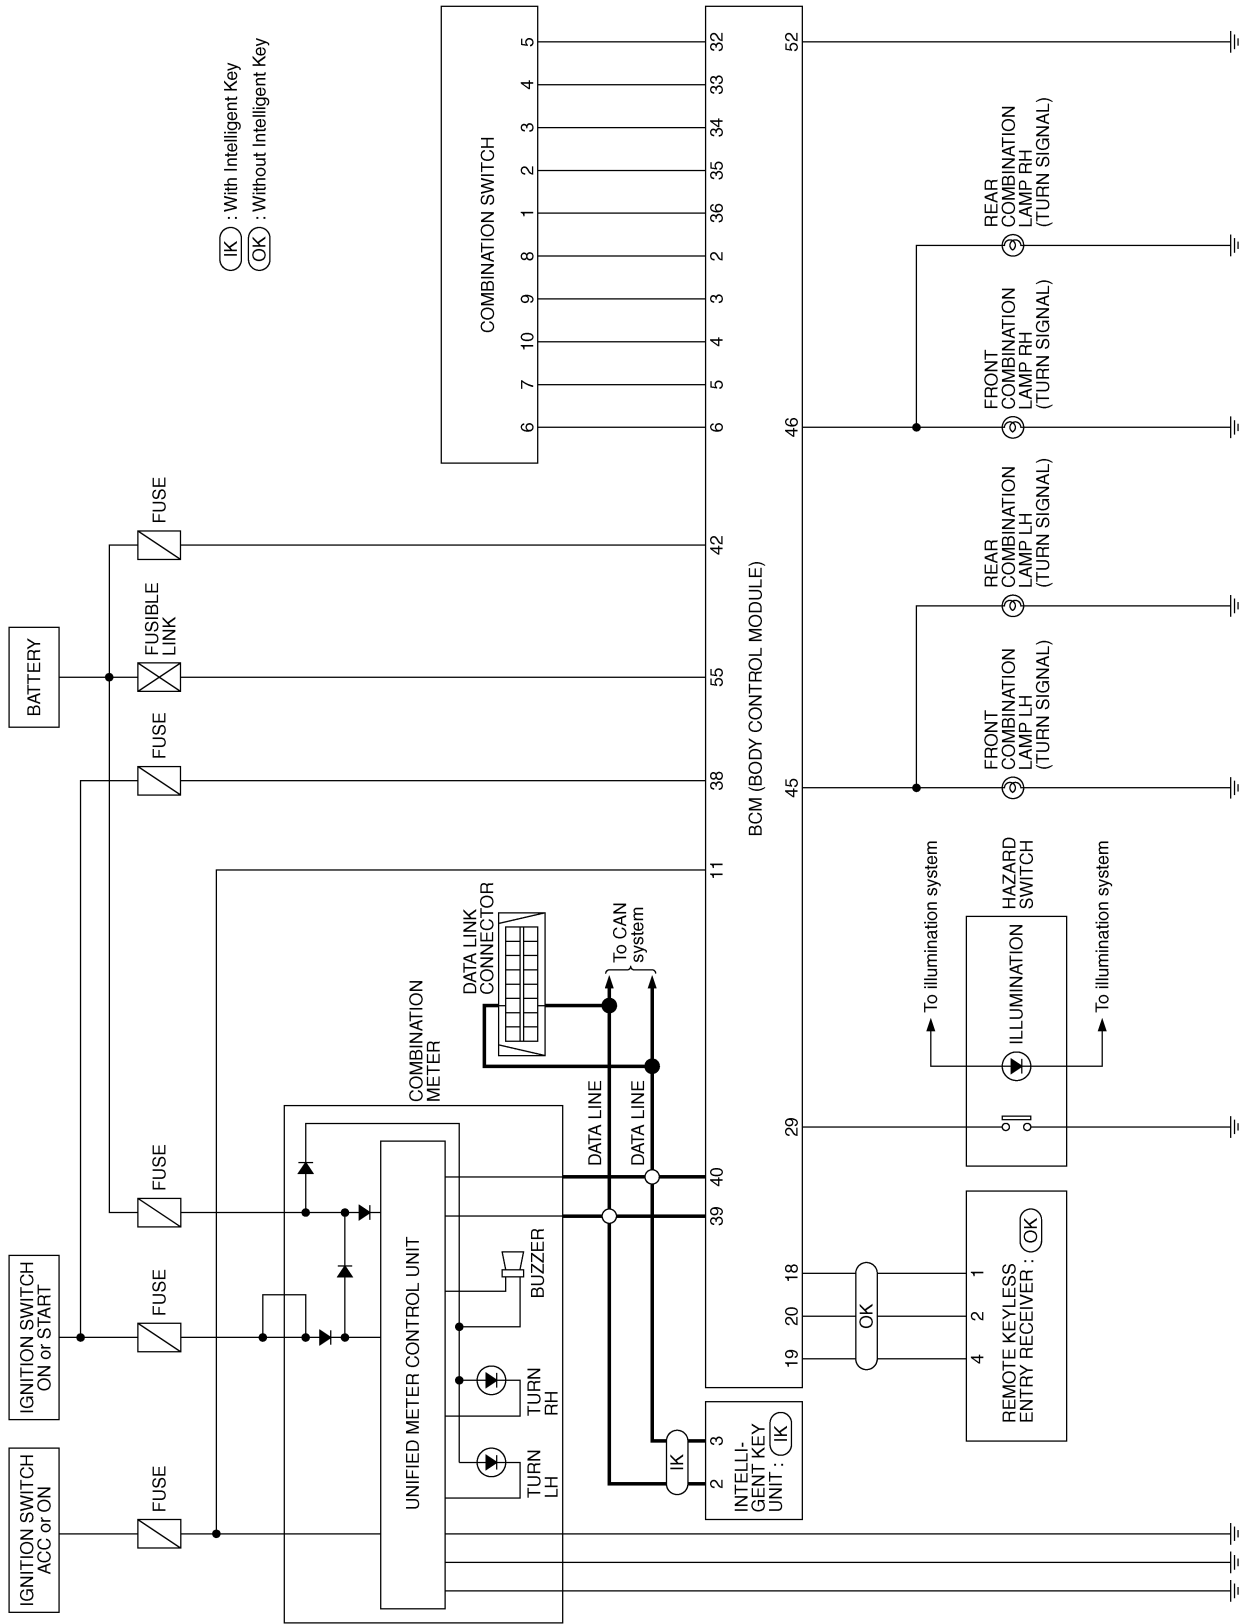 IGNITION SWITCH
ACC or ON
IGNITION SWITCH
ON or START
BATTERY
FUSE
FUSE
FUSE
FUSE
FUSIBLE
LINK
FUSE
IK : With Intelligent Key
OK : Without Intelligent Key
COMBINATION
METER
UNIFIED METER CONTROL UNIT
TURN
LH
TURN
RH
BUZZER
DATA LINK
CONNECTOR
DATA LINE
DATA LINE
To CAN
system
COMBINATION SWITCH
6 7 10 9 8 1 2 3 4 5
IK
2 3
INTELLI-
GENT KEY
UNIT : IK
39 40 11 38 55 42 6 5 4 3 2 36 35 34 33 32
BCM (BODY CONTROL MODULE)
19 20 18 29 45 46 52
OK
4 2 1
REMOTE KEYLESS
ENTRY RECEIVER : OK
To illumination system
ILLUMINATION
HAZARD
SWITCH
To illumination system
FRONT
COMBINATION
LAMP LH
(TURN SIGNAL)
REAR
COMBINATION
LAMP LH
(TURN SIGNAL)
FRONT
COMBINATION
LAMP RH
(TURN SIGNAL)
REAR
COMBINATION
LAMP RH
(TURN SIGNAL)